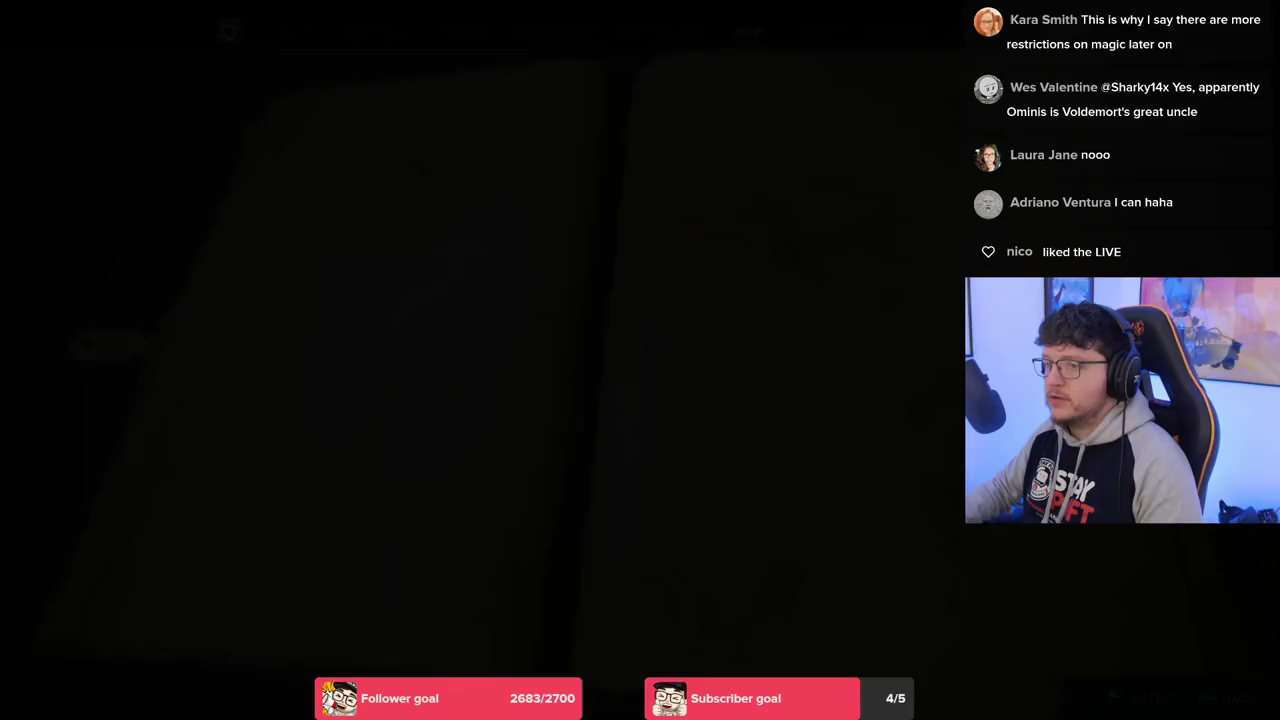 Kara Smith This is why I say there are more
restrictions on magic later on
Wes Valentine @Sharky14x Yes, apparently
Ominis is Voldemort's great uncle
Laura Jane nooo
Adriano Ventura I can haha
nico liked the LIVE
STAY
Follower goal 2683/2700
Subscriber goal 4/5